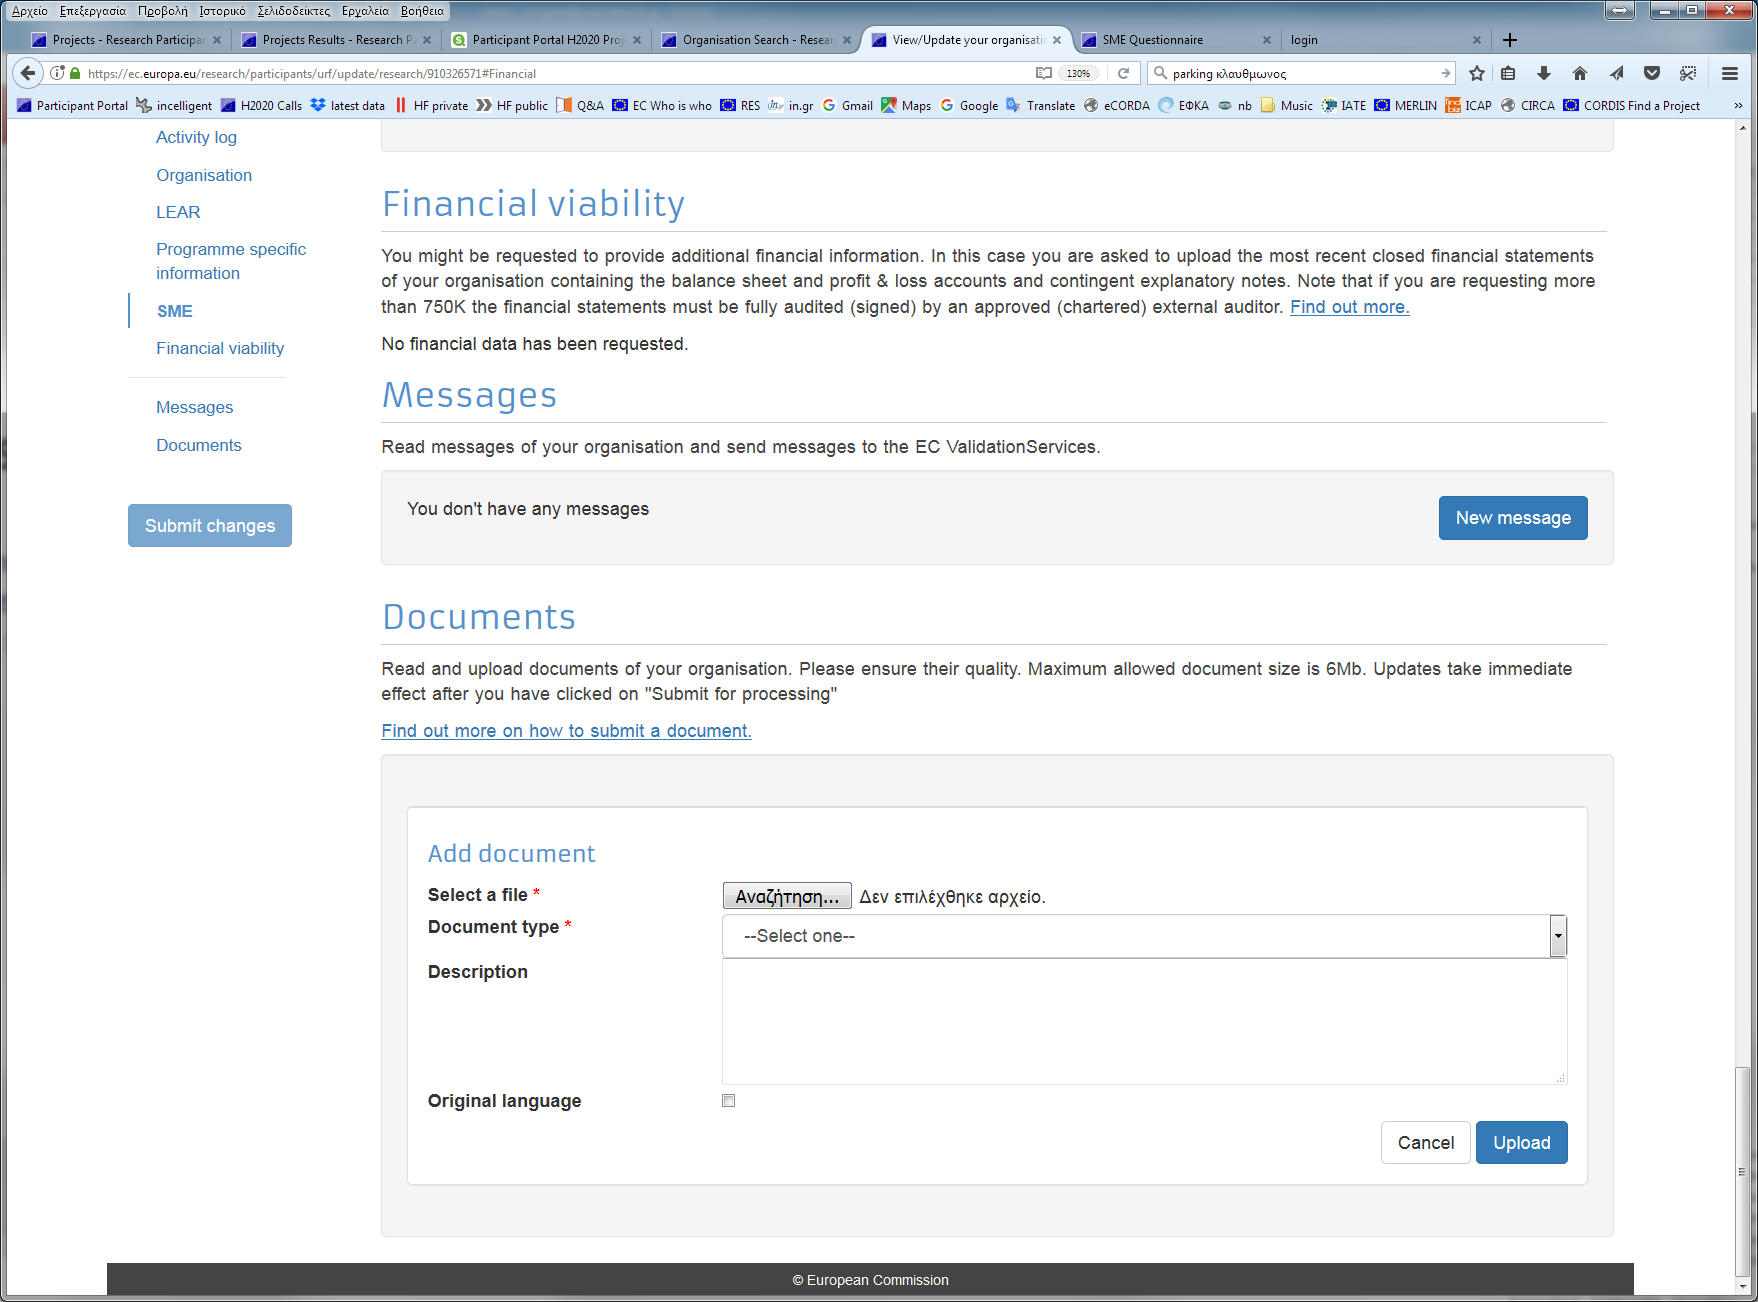 Αρχείο Επεξεργασία Προβολή Ιστορικό Σελιδοδείκτες Εργαλεία Βοήθεια
Projects - Research Participan
Projects Results - Research Pa
Participant Portal H2020 Proje
Organisation Search - Resear
View/Update your organisatio
SME Questionnaire
login
https://ec.europa.eu/research/participants/urf/update/research/910326571#Financial
130%
parking κλαυθμωνος
Participant Portal incelligent H2020 Calls latest data HF private HF public Q&A EC Who is who RES in.gr Gmail Maps Google Translate eCORDA ΕΦΚΑ nb Music IATE MERLIN ICAP CIRCA CORDIS Find a Project »
Activity log
Organisation
LEAR
Programme specific
information
SME
Financial viability
Messages
Documents
Submit changes
Financial viability
You might be requested to provide additional financial information. In this case you are asked to upload the most recent closed financial statements
of your organisation containing the balance sheet and profit & loss accounts and contingent explanatory notes. Note that if you are requesting more
than 750K the financial statements must be fully audited (signed) by an approved (chartered) external auditor. Find out more.
No financial data has been requested.
Messages
Read messages of your organisation and send messages to the EC ValidationServices.
You don't have any messages
New message
Documents
Read and upload documents of your organisation. Please ensure their quality. Maximum allowed document size is 6Mb. Updates take immediate
effect after you have clicked on "Submit for processing"
Find out more on how to submit a document.
Add document
Select a file * Αναζήτηση... Δεν επιλέχθηκε αρχείο.
Document type * --Select one--
Description
Original language
Cancel Upload
© European Commission